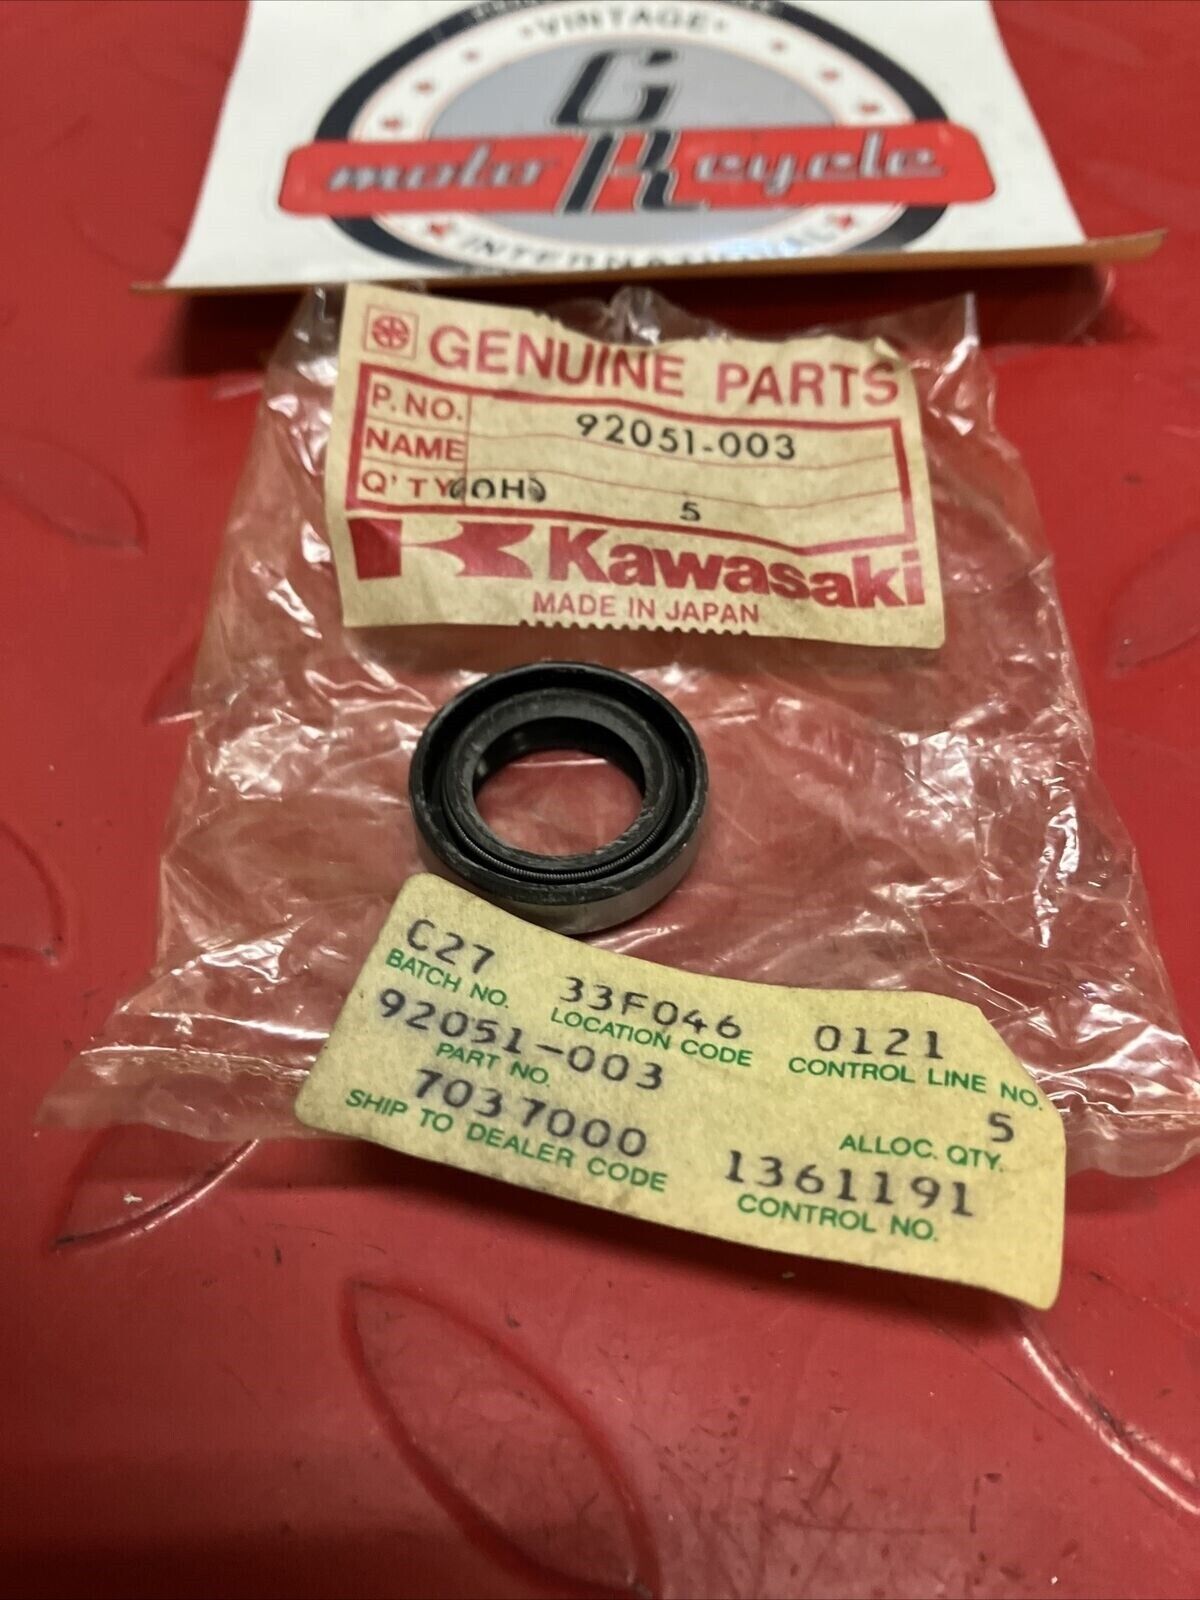 VINTAGE
G
R
motorcycle
INTERNATIONAL
GENUINE PARTS
P. NO. 92051-003
NAME
Q'TY 5
Kawasaki
MADE IN JAPAN
C27 33F046 0121
BATCH NO. LOCATION CODE CONTROL LINE NO.
92051-003 5
PART NO. ALLOC. QTY.
7037000 1361191
SHIP TO DEALER CODE CONTROL NO.